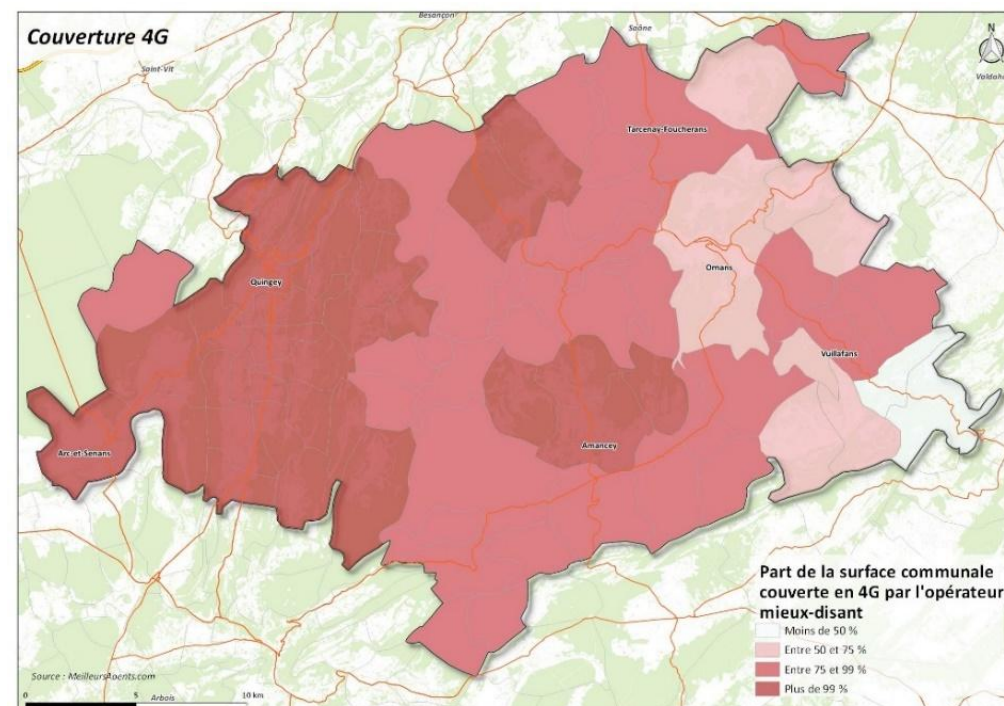 Couverture 4G
Besançon
Saône
N
Saint-Vit
Valdaho
Tarcenay-Foucherans
Quingey
Ornans
Vuillafans
Arc-et-Senans
Amancey
Part de la surface communale
couverte en 4G par l'opérateur
mieux-disant
Moins de 50 %
Entre 50 et 75 %
Entre 75 et 99 %
Plus de 99 %
Source : MeilleursAgents.com
0 5 10 km
Arbois